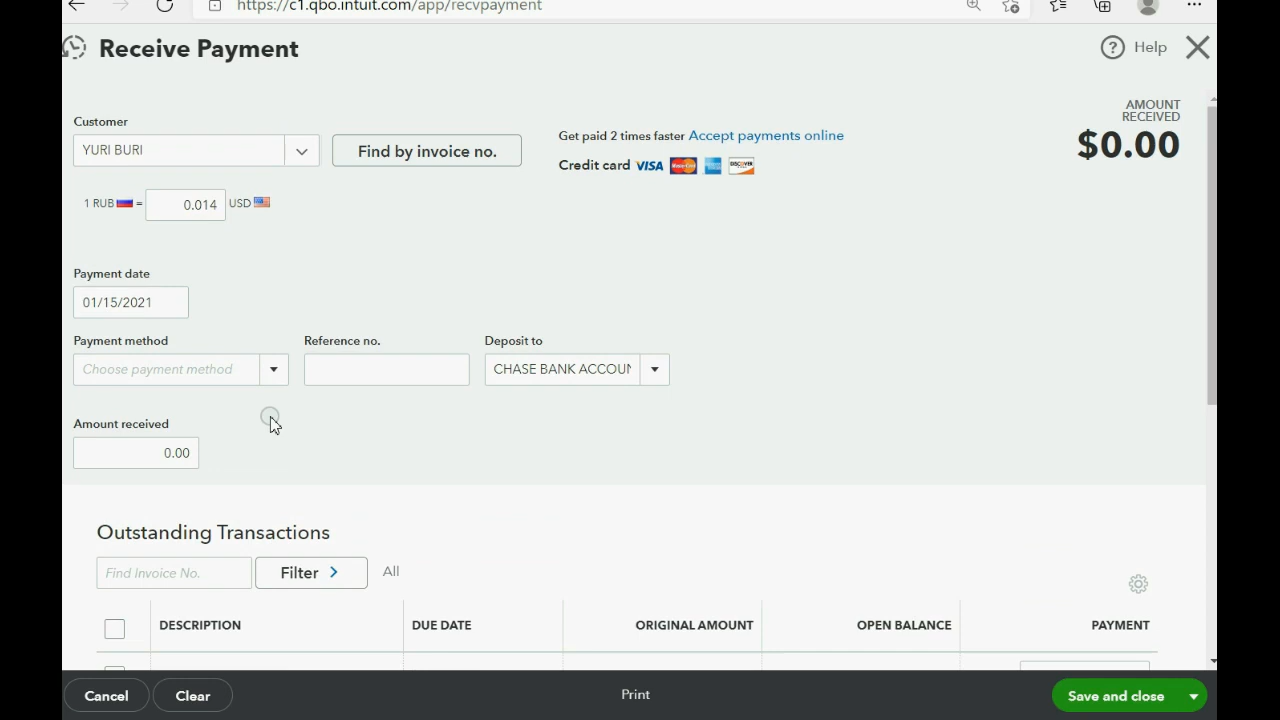 https://c1.qbo.intuit.com/app/recvpayment
Receive Payment
Help
AMOUNT
RECEIVED
$0.00
Customer
YURI BURI
Find by invoice no.
Get paid 2 times faster Accept payments online
Credit card VISA MasterCard DISCOVER
1 RUB = 0.014 USD
Payment date
01/15/2021
Payment method
Reference no.
Deposit to
Choose payment method
CHASE BANK ACCOUN
Amount received
0.00
Outstanding Transactions
Find Invoice No.
Filter
All
DESCRIPTION
DUE DATE
ORIGINAL AMOUNT
OPEN BALANCE
PAYMENT
Cancel
Clear
Print
Save and close